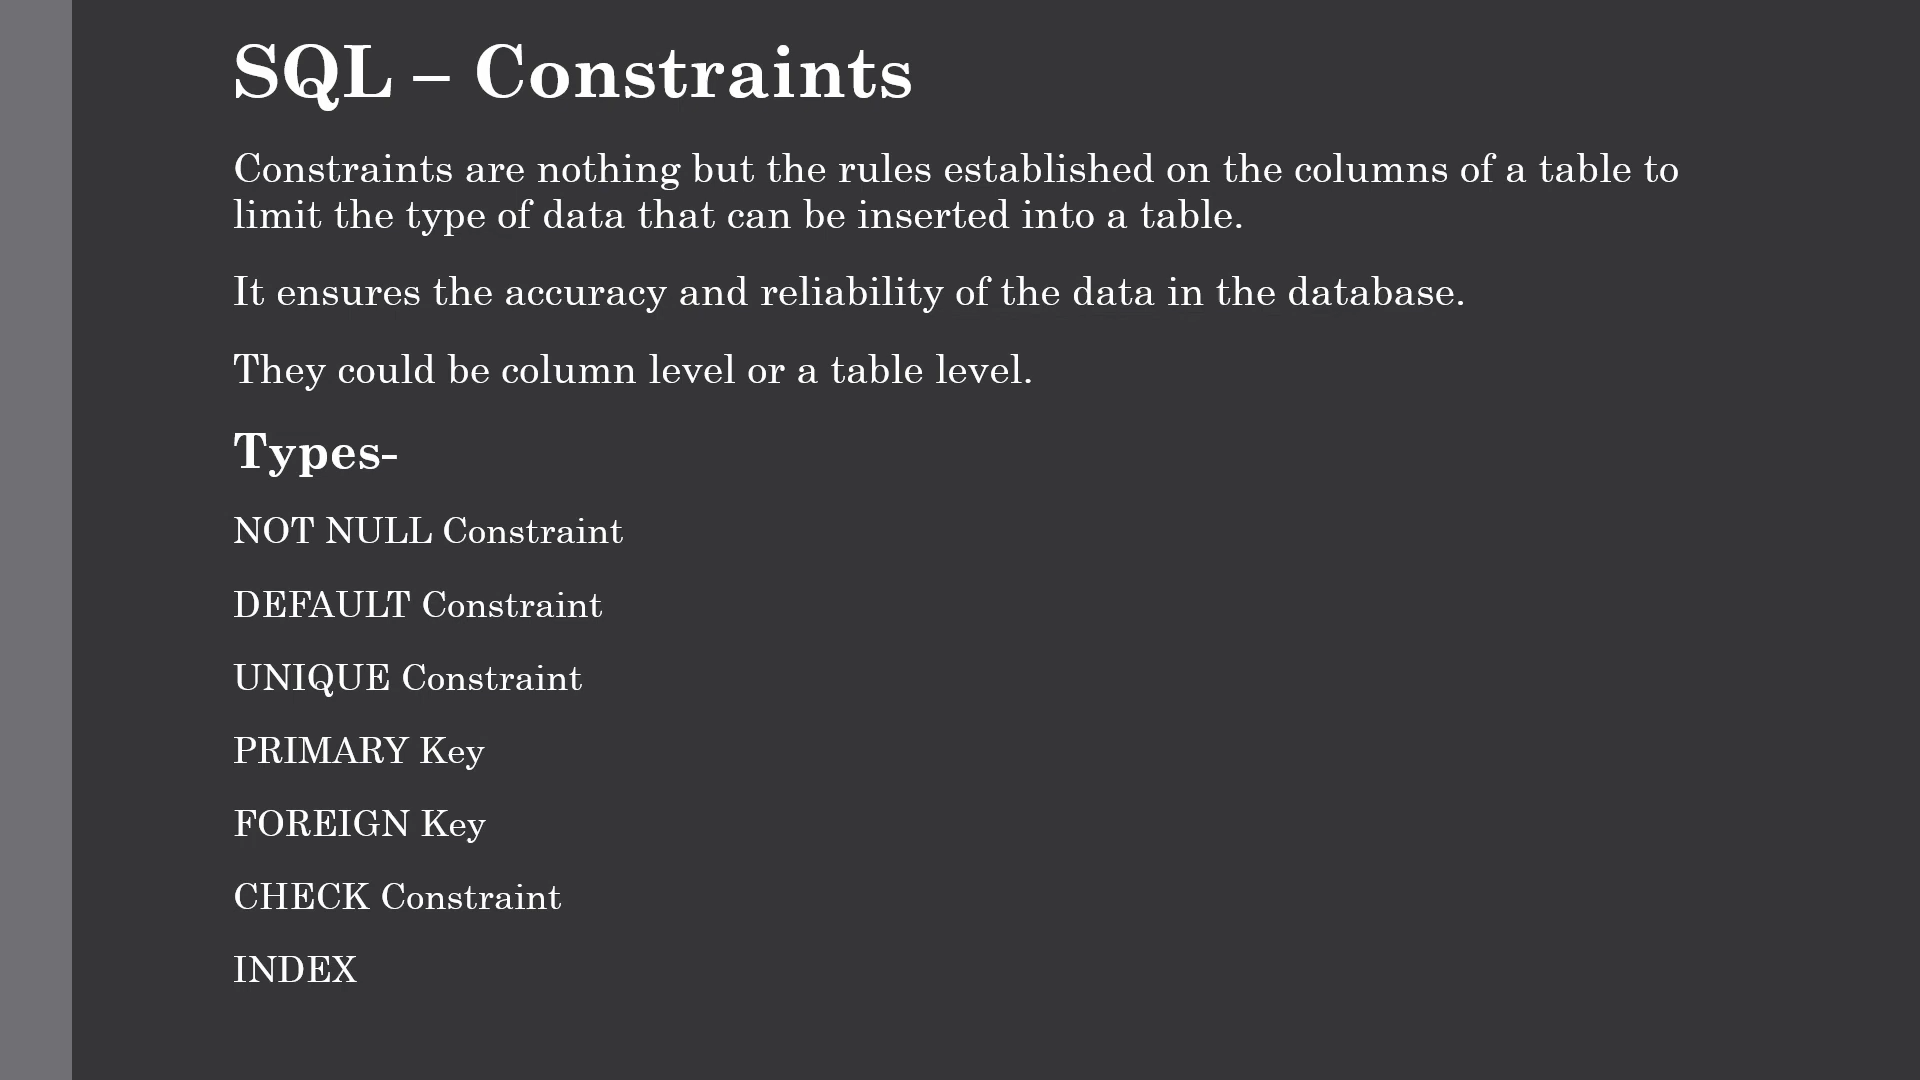 SQL – Constraints
Constraints are nothing but the rules established on the columns of a table to
limit the type of data that can be inserted into a table.
It ensures the accuracy and reliability of the data in the database.
They could be column level or a table level.
Types-
NOT NULL Constraint
DEFAULT Constraint
UNIQUE Constraint
PRIMARY Key
FOREIGN Key
CHECK Constraint
INDEX